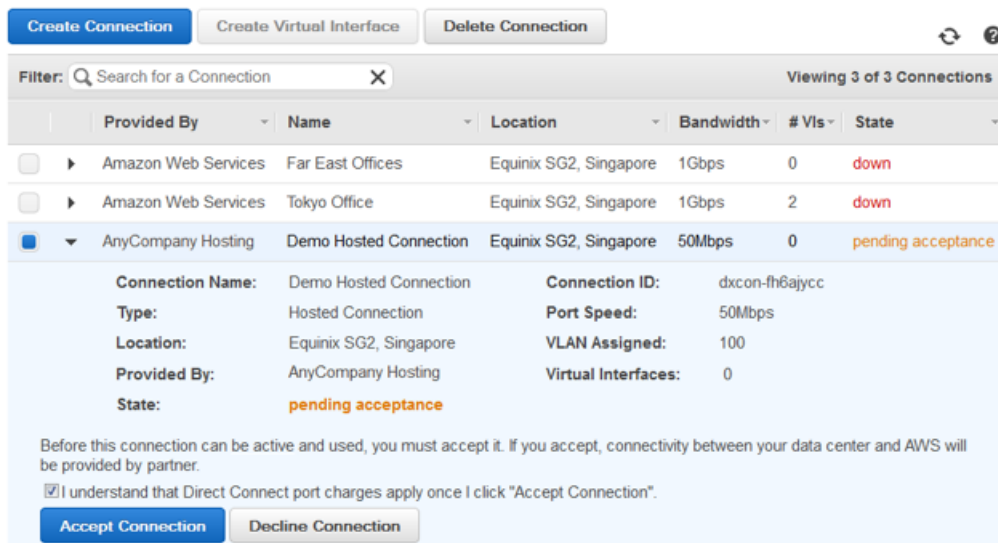 Create Connection Create Virtual Interface Delete Connection
Filter: Search for a Connection Viewing 3 of 3 Connections
Provided By Name Location Bandwidth # VIs State
Amazon Web Services Far East Offices Equinix SG2, Singapore 1Gbps 0 down
Amazon Web Services Tokyo Office Equinix SG2, Singapore 1Gbps 2 down
AnyCompany Hosting Demo Hosted Connection Equinix SG2, Singapore 50Mbps 0 pending acceptance
Connection Name: Demo Hosted Connection Connection ID: dxcon-fh6ajycc
Type: Hosted Connection Port Speed: 50Mbps
Location: Equinix SG2, Singapore VLAN Assigned: 100
Provided By: AnyCompany Hosting Virtual Interfaces: 0
State: pending acceptance
Before this connection can be active and used, you must accept it. If you accept, connectivity between your data center and AWS will
be provided by partner.
I understand that Direct Connect port charges apply once I click "Accept Connection".
Accept Connection Decline Connection